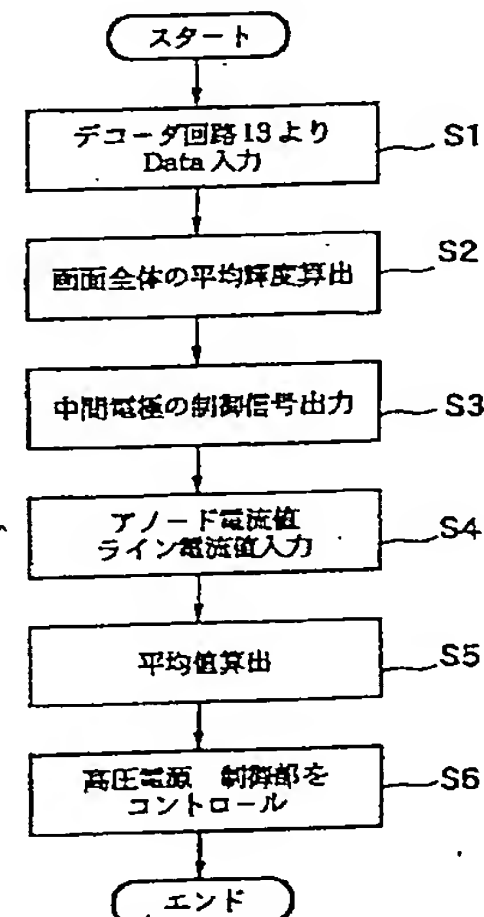 スタート
デコーダ回路13より
Data入力
S1
画面全体の平均輝度算出
S2
中間電極の制御信号出力
S3
アノード電流値
ライン電流値入力
S4
平均値算出
S5
高圧電源 制御部を
コントロール
S6
エンド